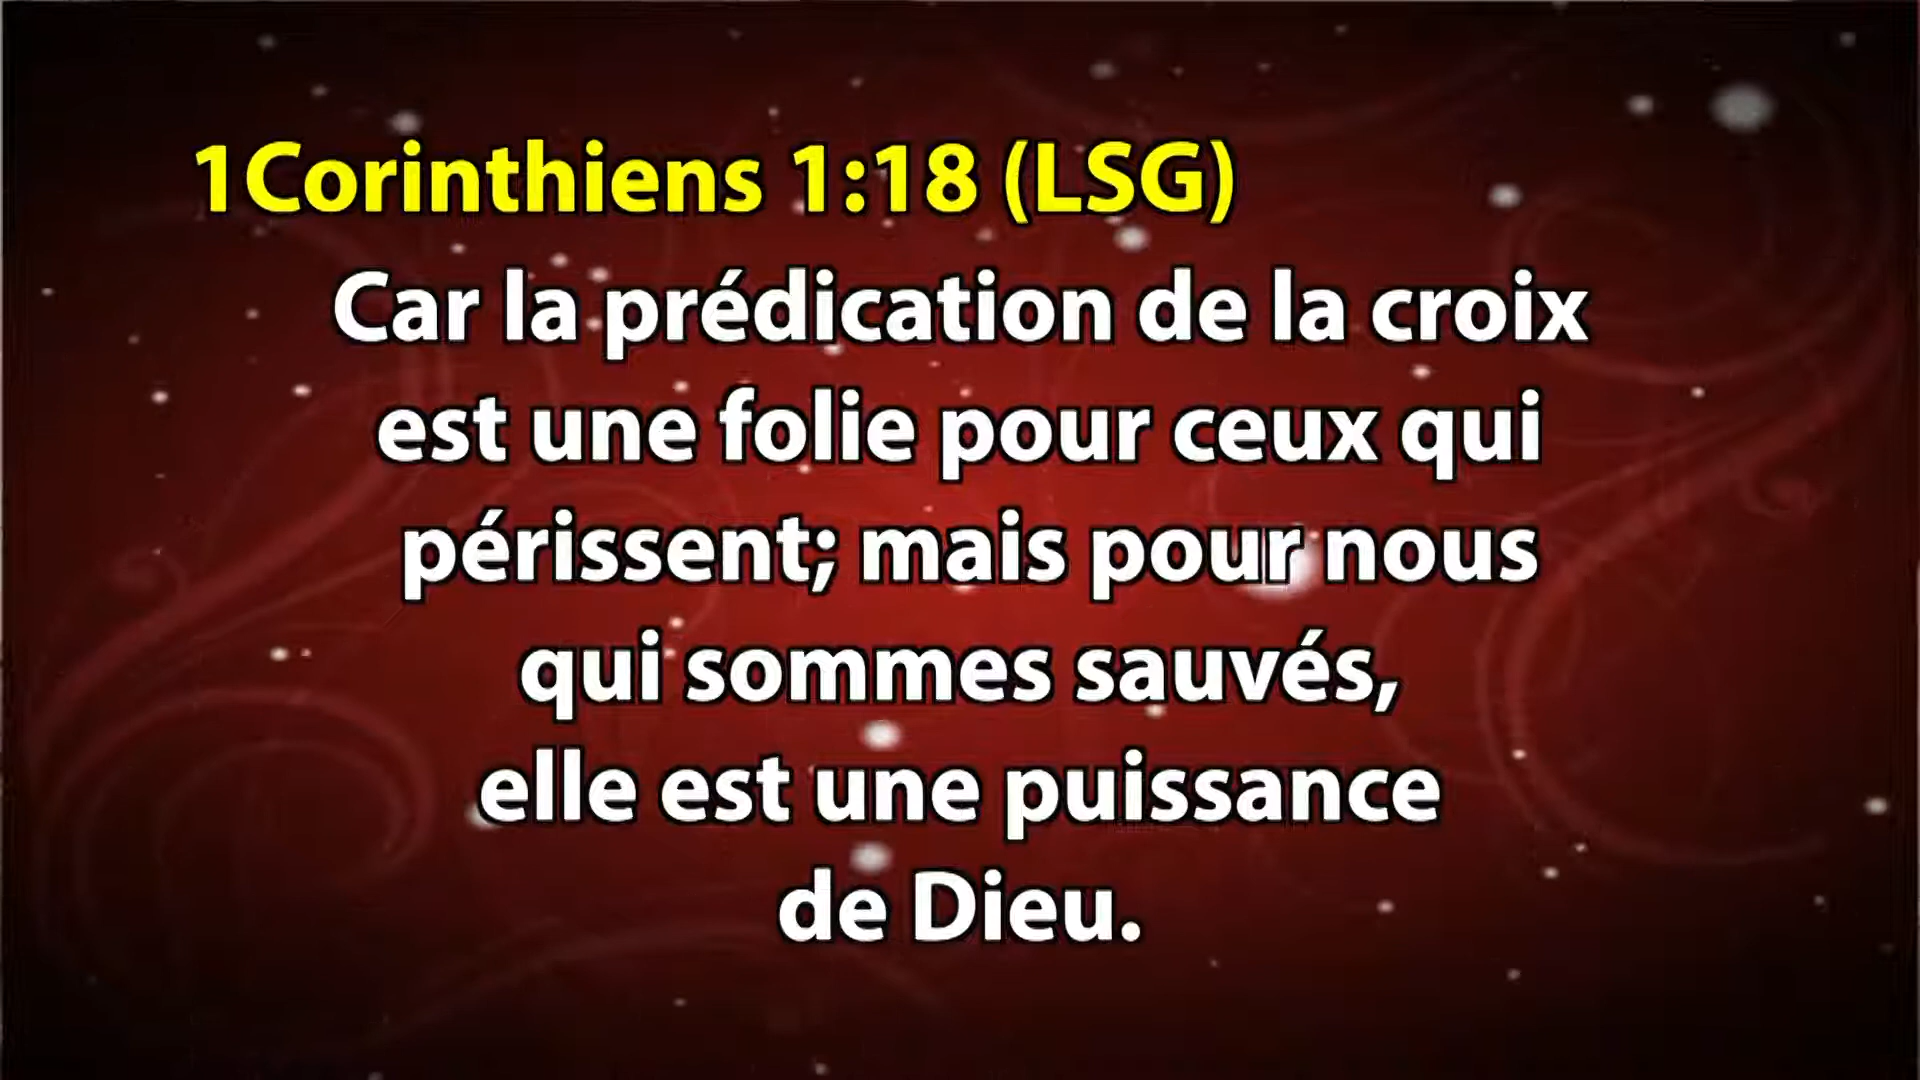 1Corinthiens 1:18 (LSG)
Car la prédication de la croix
est une folie pour ceux qui
périssent; mais pour nous
qui sommes sauvés,
elle est une puissance
de Dieu.